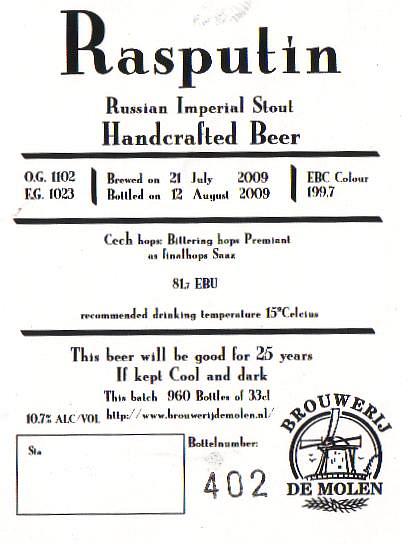 Rasputin
Russian Imperial Stout
Handcrafted Beer
O.G. 1102
F.G. 1023
Brewed on 21 July 2009
Bottled on 12 August 2009
EBC Colour
199,7
Cech hops: Bittering hops Premiant
as finalhops Saaz
81,7 EBU
recommended drinking temperature 15°Celcius
This beer will be good for 25 years
If kept Cool and dark
This batch 960 Bottles of 33cl
10.7% ALC/VOL http://www.brouwerijdemolen.nl/
Sta
Bottelnumber:
402
BROUWERIJ
DE MOLEN